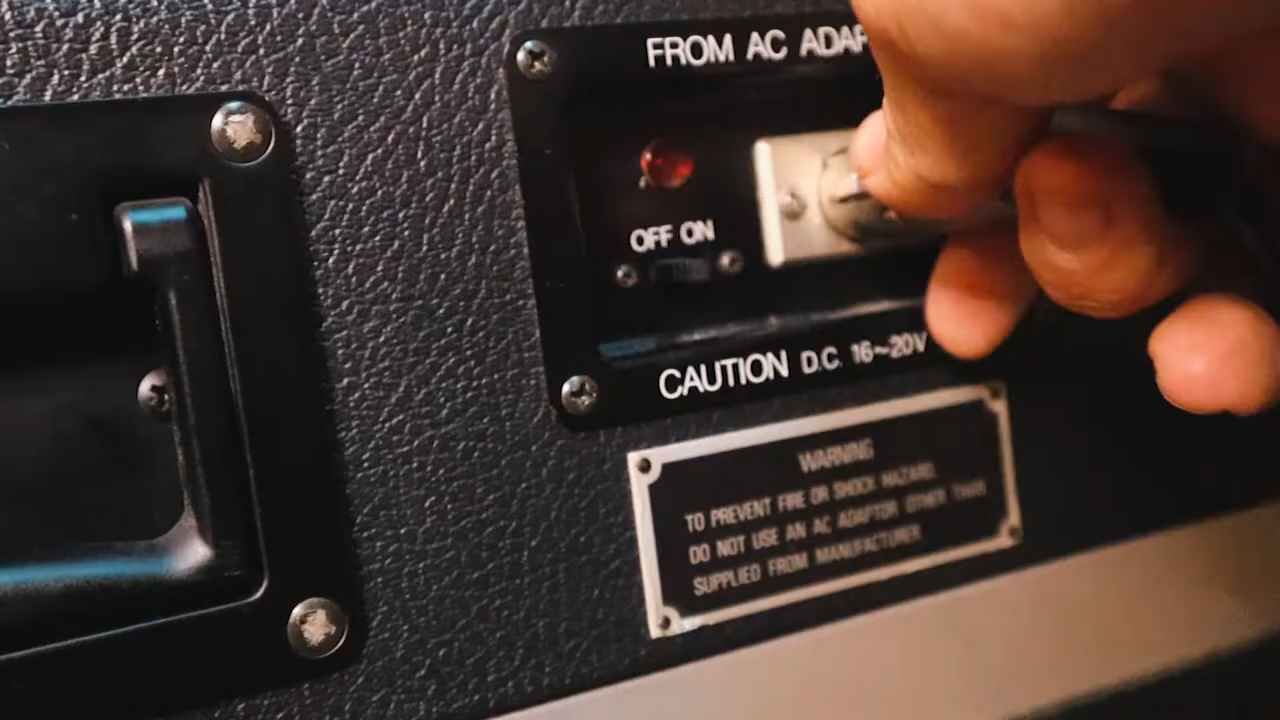 FROM AC ADAP
OFF ON
CAUTION D.C. 16~20V
WARNING
TO PREVENT FIRE OR SHOCK HAZARD,
DO NOT USE AN AC ADAPTOR OTHER THAN
SUPPLIED FROM MANUFACTURER